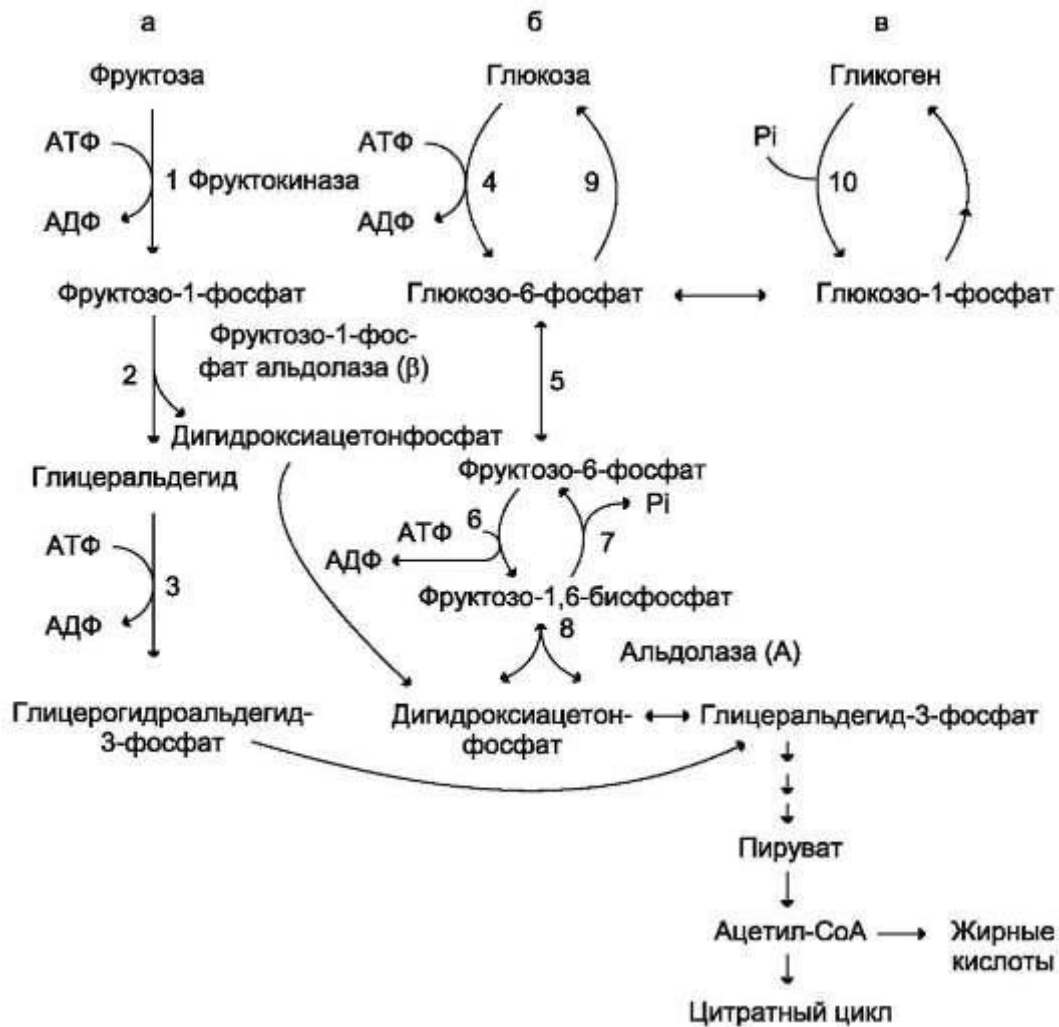 а б в
Фруктоза Глюкоза Гликоген
АТФ АТФ Pi
1 Фруктокиназа 4 9 10
АДФ АДФ
Фруктозо-1-фосфат Глюкозо-6-фосфат Глюкозо-1-фосфат
Фруктозо-1-фос-
фат альдолаза (β)
2 5
Дигидроксиацетонфосфат
Глицеральдегид Фруктозо-6-фосфат
АТФ АТФ 6 7 Pi
3 АДФ
АДФ Фруктозо-1,6-бисфосфат
8 Альдолаза (А)
Глицерогидроальдегид-
3-фосфат
Дигидроксиацетон-
фосфат
Глицеральдегид-3-фосфат
Пируват
Ацетил-СоА Жирные
кислоты
Цитратный цикл